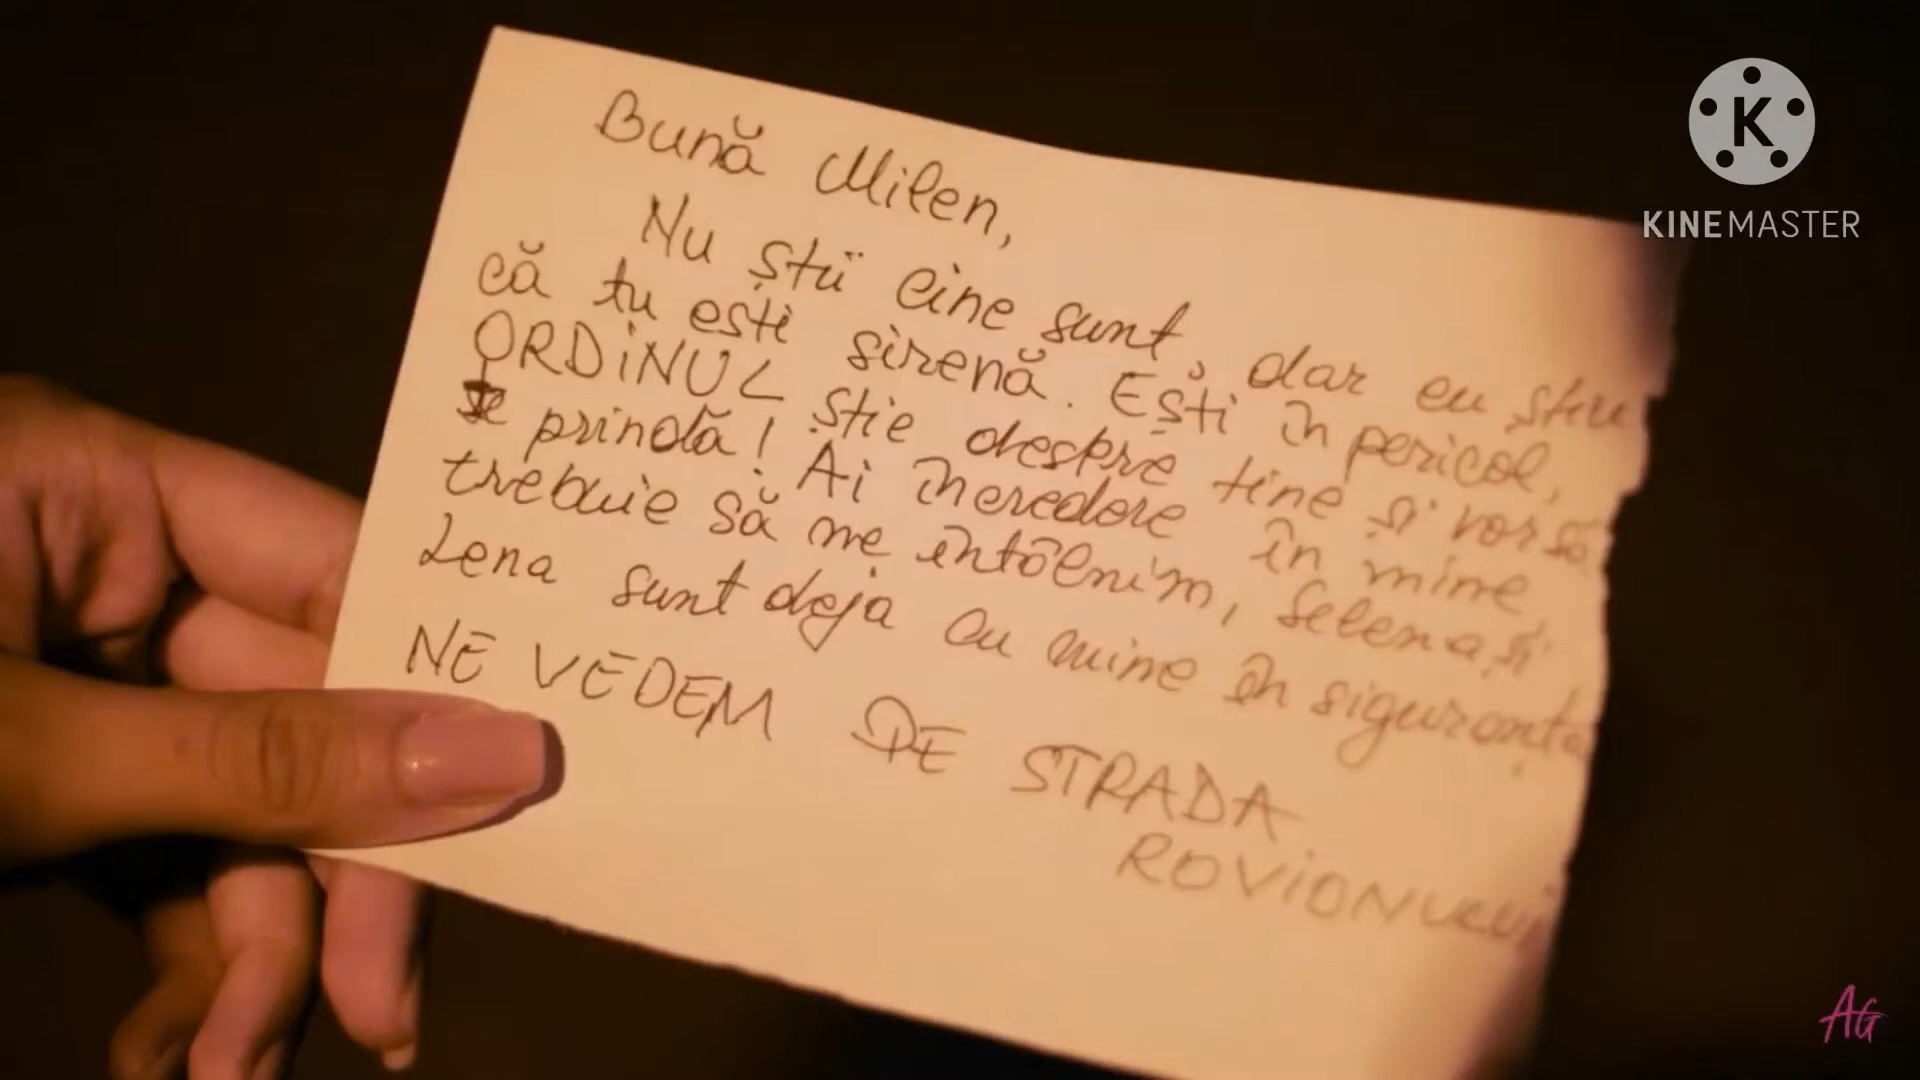 Bună Milen,
Nu știi cine sunt, dar eu știu
că tu ești sirenă. Ești în pericol,
ORDINUL știe despre tine și vor să
te prindă! Ai încredere în mine
trebuie să ne întâlnim, Selena și
Lena sunt deja cu mine în siguranță
NE VEDEM PE STRADA
ROVIONULUI
K
KINEMASTER
AG